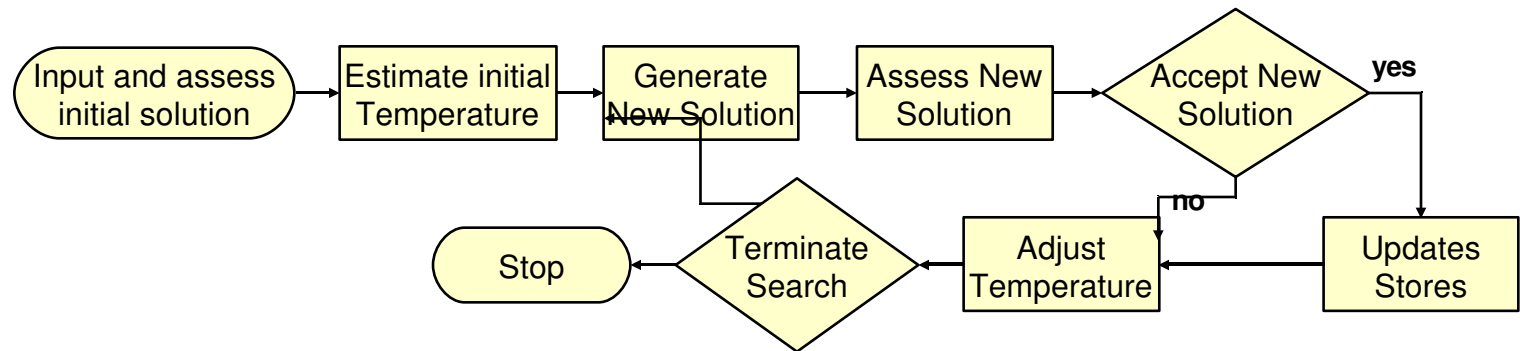 Input and assess
initial solution
Estimate initial
Temperature
Generate
New Solution
Assess New
Solution
Accept New
Solution
yes
no
Updates
Stores
Adjust
Temperature
Terminate
Search
Stop